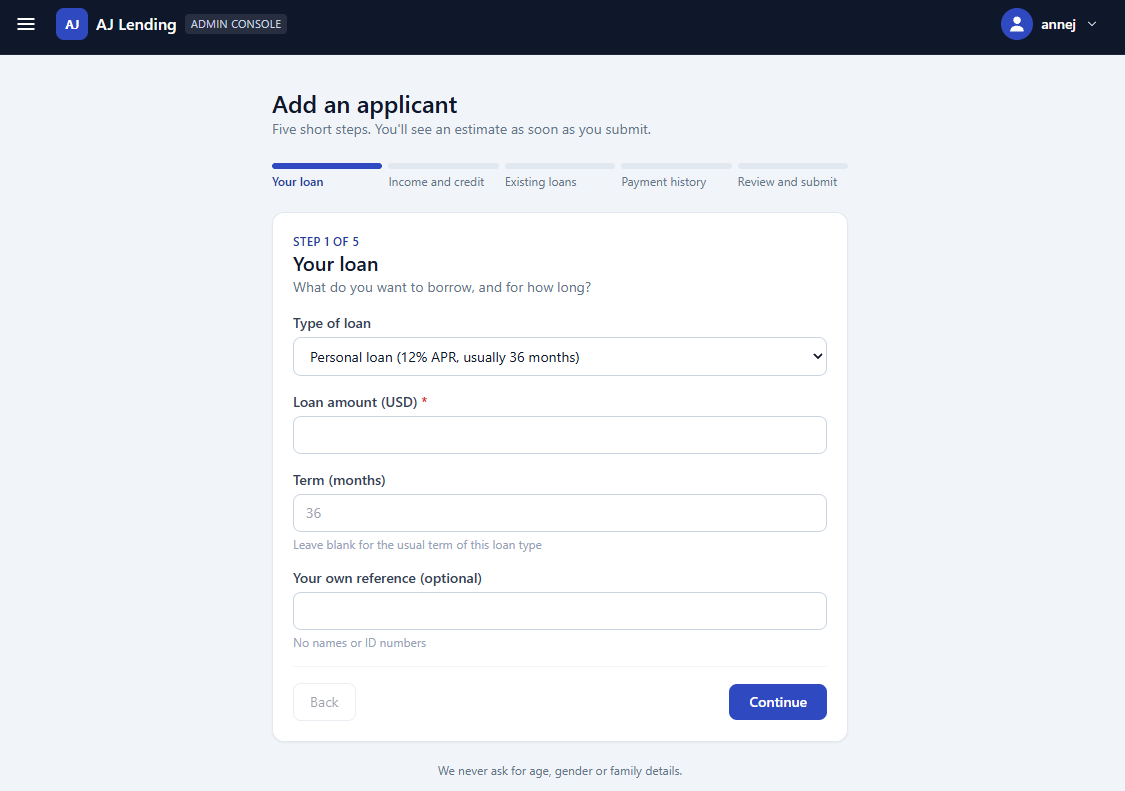 AJ AJ Lending ADMIN CONSOLE annej
Add an applicant
Five short steps. You'll see an estimate as soon as you submit.
Your loan Income and credit Existing loans Payment history Review and submit
STEP 1 OF 5
Your loan
What do you want to borrow, and for how long?
Type of loan
Personal loan (12% APR, usually 36 months)
Loan amount (USD) *
Term (months)
36
Leave blank for the usual term of this loan type
Your own reference (optional)
No names or ID numbers
Back Continue
We never ask for age, gender or family details.